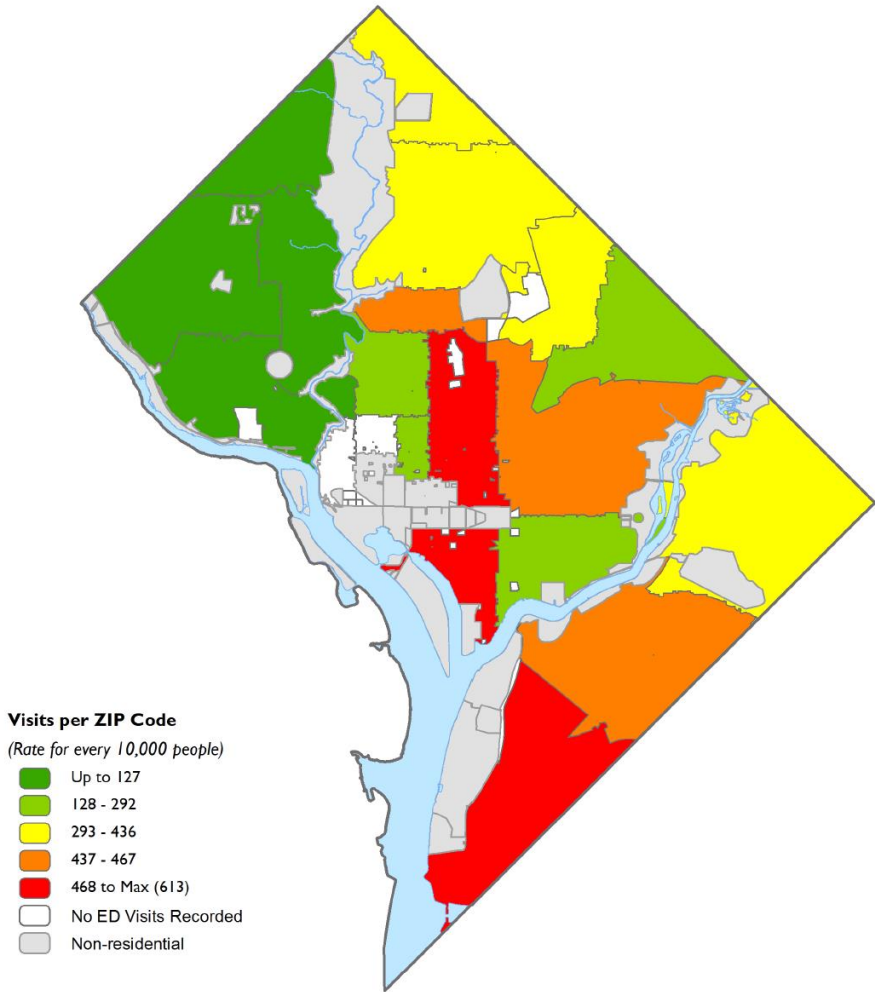 Visits per ZIP Code
(Rate for every 10,000 people)
Up to 127
128 - 292
293 - 436
437 - 467
468 to Max (613)
No ED Visits Recorded
Non-residential